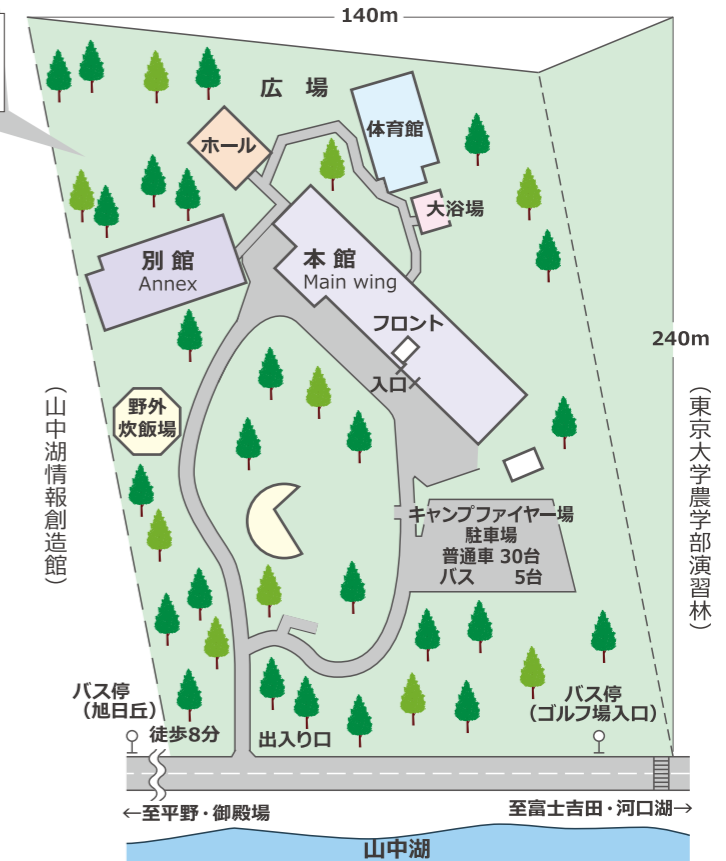 140m
広 場
体育館
ホール
大浴場
別 館
Annex
本 館
Main wing
フロント
入口
240m
野外
炊飯場
（山中湖情報創造館）
（東京大学農学部演習林）
キャンプファイヤー場
駐車場
普通車 30台
バス 5台
バス停
（旭日丘）
徒歩8分
出入り口
バス停
（ゴルフ場入口）
←至平野・御殿場
至富士吉田・河口湖→
山中湖